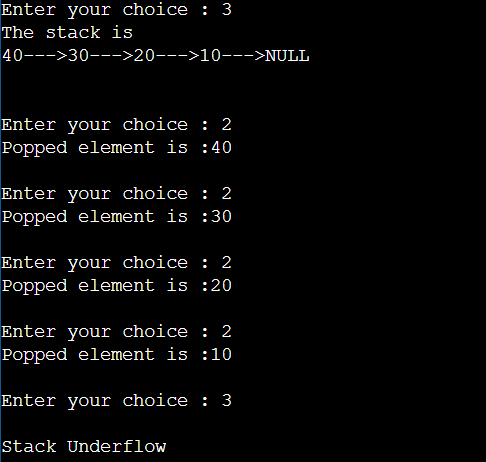 Enter your choice : 3
The stack is
40--->30--->20--->10--->NULL
Enter your choice : 2
Popped element is :40
Enter your choice : 2
Popped element is :30
Enter your choice : 2
Popped element is :20
Enter your choice : 2
Popped element is :10
Enter your choice : 3
Stack Underflow